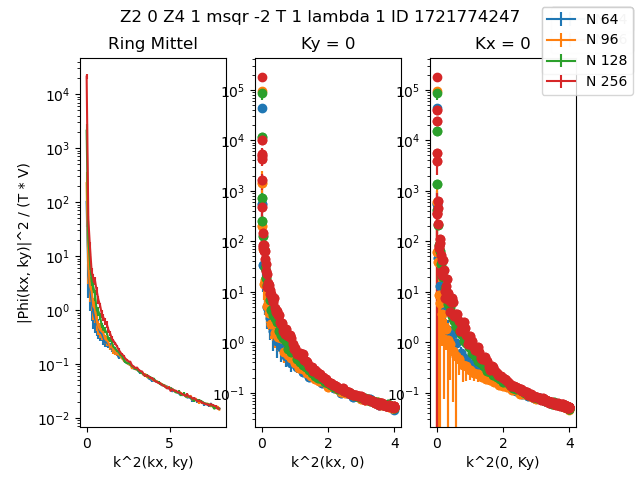 Z2 0 Z4 1 msqr -2 T 1 lambda 1 ID 1721774247
Ring Mittel
Ky = 0
Kx = 0
N 64
N 96
N 128
N 256
|Phi(kx, ky)|^2 / (T * V)
10^4
10^3
10^2
10^1
10^0
10^-1
10^-2
0
5
k^2(kx, ky)
10^5
10^4
10^3
10^2
10^1
10^0
10^-1
0
2
4
k^2(kx, 0)
10^5
10^4
10^3
10^2
10^1
10^0
10^-1
0
2
4
k^2(0, Ky)